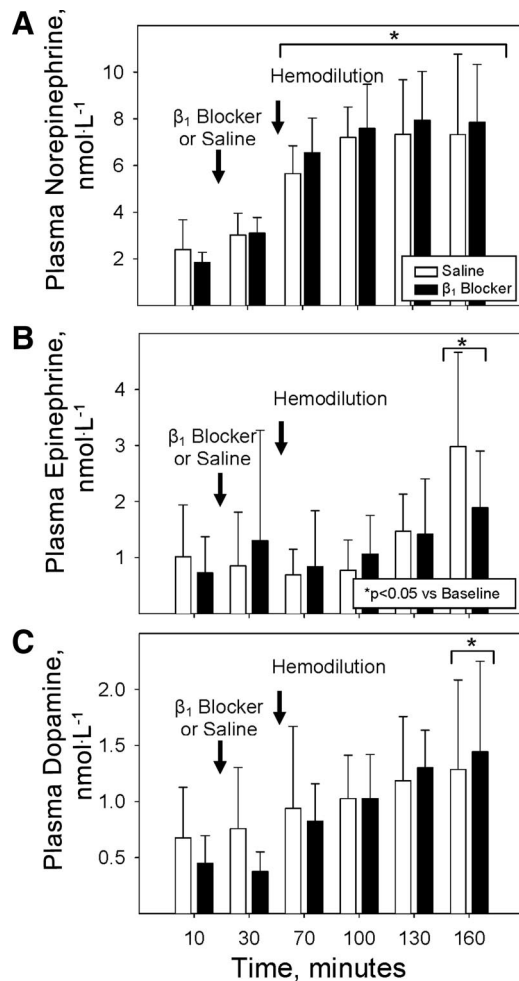 A
Plasma Norepinephrine,
nmol·L⁻¹
10
8
6
4
2
*
Hemodilution
β₁ Blocker
or Saline
Saline
β₁ Blocker
B
Plasma Epinephrine,
nmol·L⁻¹
4
3
2
1
*
Hemodilution
β₁ Blocker
or Saline
*p<0.05 vs Baseline
C
Plasma Dopamine,
nmol·L⁻¹
2.0
1.5
1.0
0.5
*
Hemodilution
β₁ Blocker
or Saline
10 30 70 100 130 160
Time, minutes